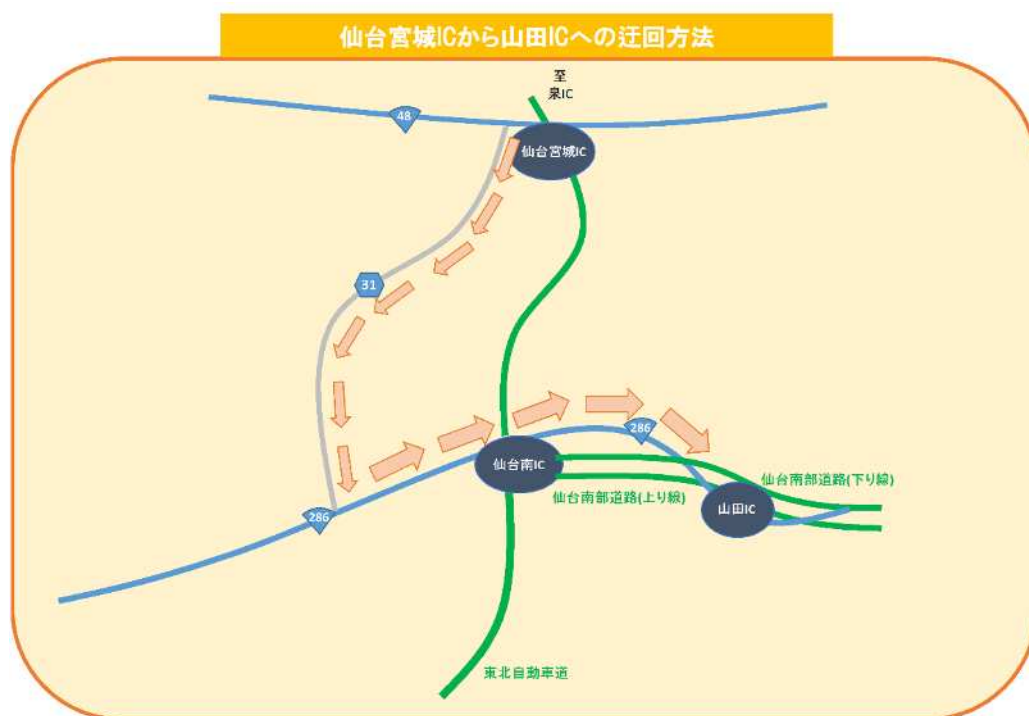 仙台宮城ICから山田ICへの迂回方法
至
泉IC
48
仙台宮城IC
31
286
仙台南IC
仙台南部道路(下り線)
仙台南部道路(上り線)
山田IC
286
東北自動車道